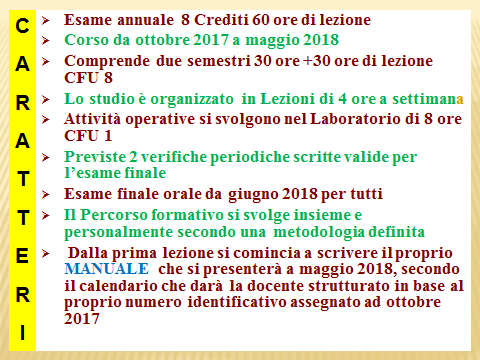 C
A
R
A
T
T
E
R
I
Esame annuale 8 Crediti 60 ore di lezione
Corso da ottobre 2017 a maggio 2018
Comprende due semestri 30 ore +30 ore di lezione
CFU 8
Lo studio è organizzato in Lezioni di 4 ore a settimana
Attività operative si svolgono nel Laboratorio di 8 ore
CFU 1
Previste 2 verifiche periodiche scritte valide per
l'esame finale
Esame finale orale da giugno 2018 per tutti
Il Percorso formativo si svolge insieme e
personalmente secondo una metodologia definita
Dalla prima lezione si comincia a scrivere il proprio
MANUALE che si presenterà a maggio 2018, secondo
il calendario che darà la docente strutturato in base al
proprio numero identificativo assegnato ad ottobre
2017